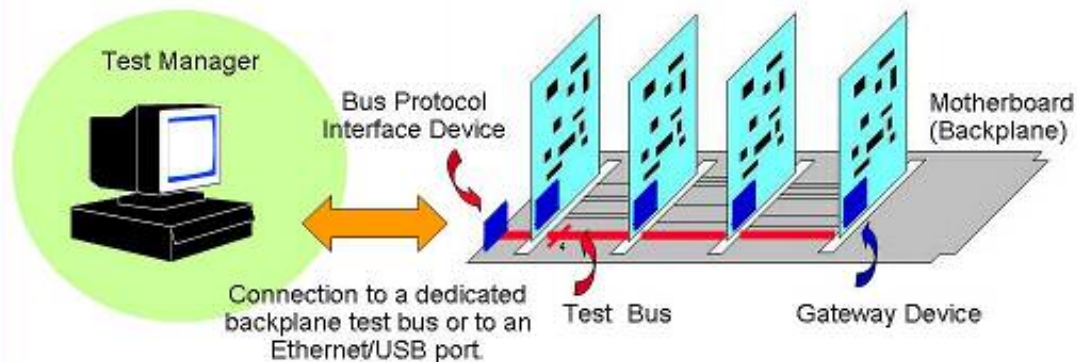 Test Manager
Bus Protocol
Interface Device
Motherboard
(Backplane)
4
Connection to a dedicated
backplane test bus or to an
Ethernet/USB port.
Test Bus
Gateway Device